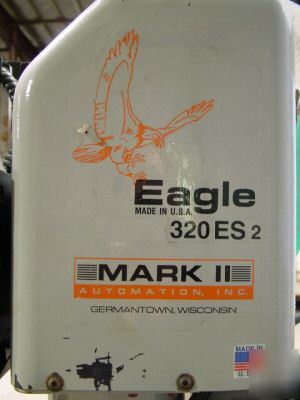 Eagle
MADE IN U.S.A.
320 ES 2
MARK II
AUTOMATION, INC.
GERMANTOWN, WISCONSIN
MADE IN
U.S.